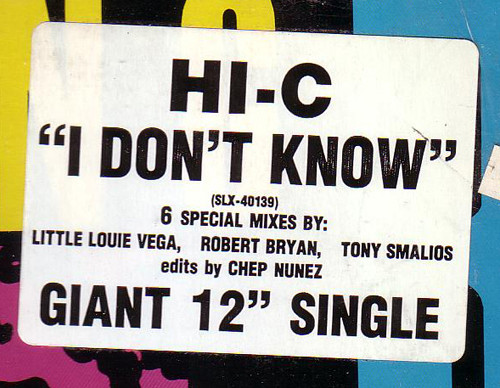 HI-C
“I DON’T KNOW”
(SLX-40139)
6 SPECIAL MIXES BY:
LITTLE LOUIE VEGA, ROBERT BRYAN, TONY SMALIOS
edits by CHEP NUNEZ
GIANT 12” SINGLE